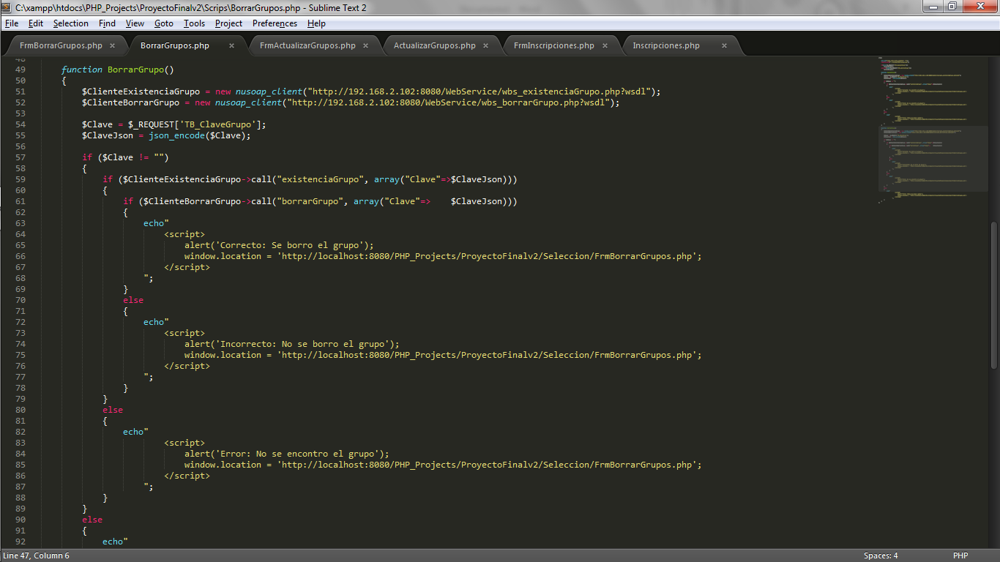 C:\xampp\htdocs\PHP_Projects\ProyectoFinalv2\Scrips\BorrarGrupos.php - Sublime Text 2
File Edit Selection Find View Goto Tools Project Preferences Help
FrmBorrarGrupos.php × BorrarGrupos.php × FrmActualizarGrupos.php × ActualizarGrupos.php × FrmInscripciones.php × Inscripciones.php ×
48
49 function BorrarGrupo()
50 {
51 $ClienteExistenciaGrupo = new nusoap_client("http://192.168.2.102:8080/WebService/wbs_existenciaGrupo.php?wsdl");
52 $ClienteBorrarGrupo = new nusoap_client("http://192.168.2.102:8080/WebService/wbs_borrarGrupo.php?wsdl");
53
54 $Clave = $_REQUEST['TB_ClaveGrupo'];
55 $ClaveJson = json_encode($Clave);
56
57 if ($Clave != "")
58 {
59 if ($ClienteExistenciaGrupo->call("existenciaGrupo", array("Clave"=>$ClaveJson)))
60 {
61 if ($ClienteBorrarGrupo->call("borrarGrupo", array("Clave"=>    $ClaveJson)))
62 {
63 echo"
64 <script>
65 alert('Correcto: Se borro el grupo');
66 window.location = 'http://localhost:8080/PHP_Projects/ProyectoFinalv2/Seleccion/FrmBorrarGrupos.php';
67 </script>
68 ";
69 }
70 else
71 {
72 echo"
73 <script>
74 alert('Incorrecto: No se borro el grupo');
75 window.location = 'http://localhost:8080/PHP_Projects/ProyectoFinalv2/Seleccion/FrmBorrarGrupos.php';
76 </script>
77 ";
78 }
79 }
80 else
81 {
82 echo"
83 <script>
84 alert('Error: No se encontro el grupo');
85 window.location = 'http://localhost:8080/PHP_Projects/ProyectoFinalv2/Seleccion/FrmBorrarGrupos.php';
86 </script>
87 ";
88 }
89 }
90 else
91 {
92 echo"
Line 47, Column 6 Spaces: 4 PHP